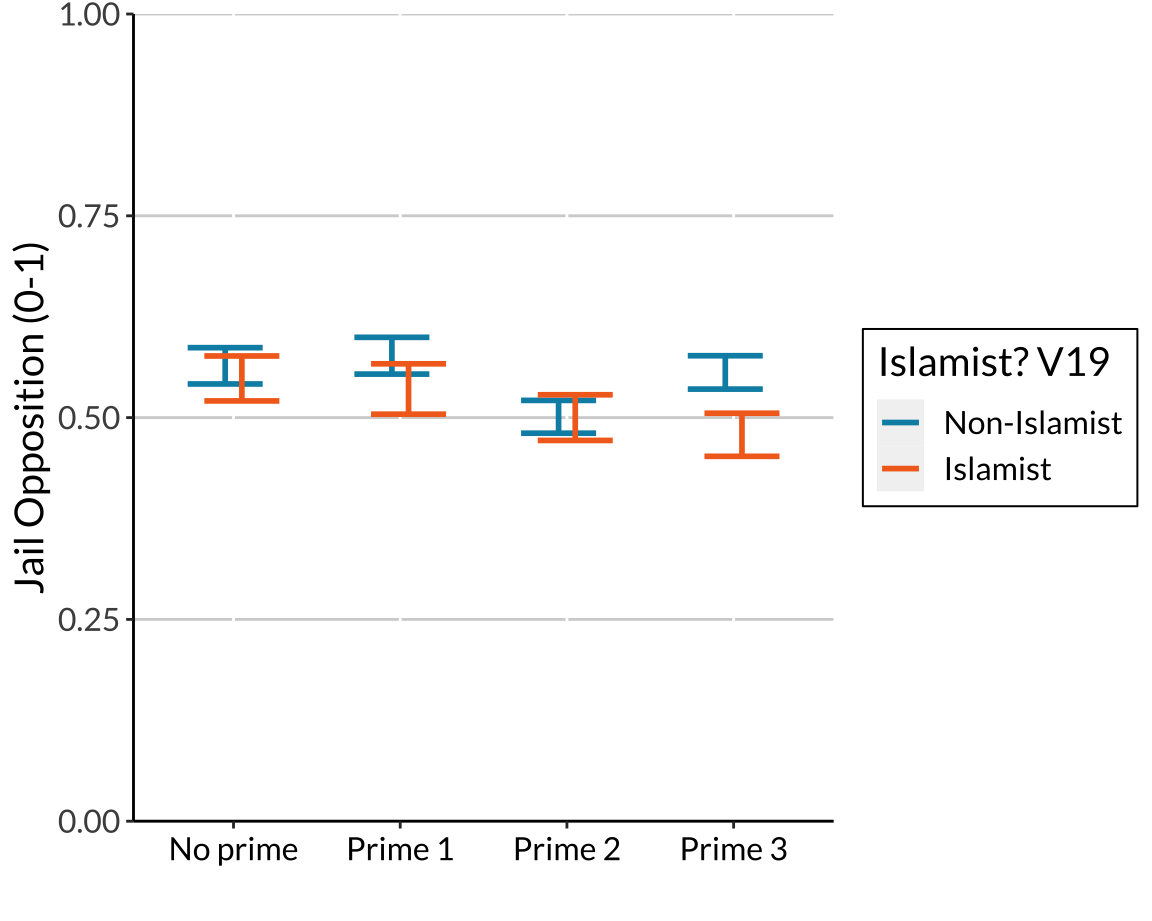 1.00
0.75
0.50
0.25
0.00
Jail Opposition (0-1)
No prime
Prime 1
Prime 2
Prime 3
Islamist? V19
Non-Islamist
Islamist